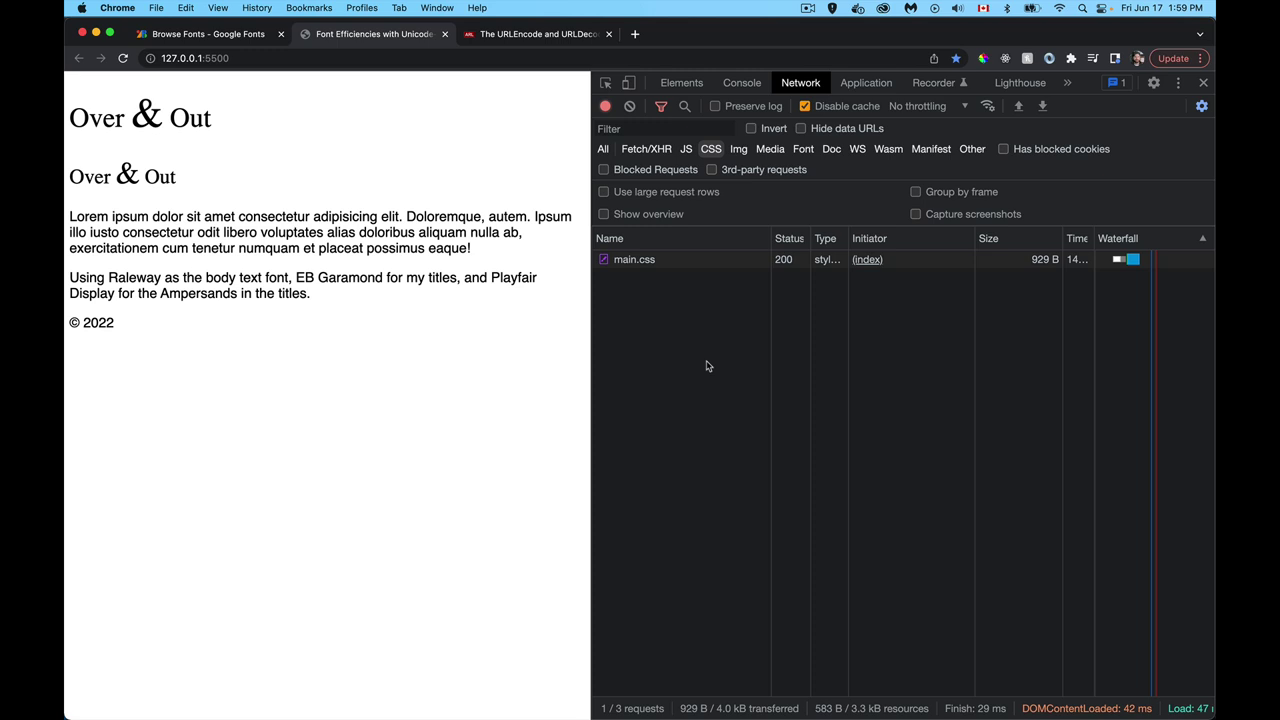 Chrome File Edit View History Bookmarks Profiles Tab Window Help Fri Jun 17 1:59 PM
Browse Fonts - Google Fonts Font Efficiencies with Unicode The URLEncode and URLDeco
127.0.0.1:5500 Update
Elements Console Network Application Recorder Lighthouse » 1
Preserve log Disable cache No throttling
Filter Invert Hide data URLs
All Fetch/XHR JS CSS Img Media Font Doc WS Wasm Manifest Other Has blocked cookies
Blocked Requests 3rd-party requests
Use large request rows Group by frame
Show overview Capture screenshots
Name Status Type Initiator Size Time Waterfall
main.css 200 styl... (index) 929 B 14...
1 / 3 requests 929 B / 4.0 kB transferred 583 B / 3.3 kB resources Finish: 29 ms DOMContentLoaded: 42 ms Load: 47
Over & Out
Over & Out
Lorem ipsum dolor sit amet consectetur adipisicing elit. Doloremque, autem. Ipsum
illo iusto consectetur odit libero voluptates alias doloribus aliquam nulla ab,
exercitationem cum tenetur numquam et placeat possimus eaque!
Using Raleway as the body text font, EB Garamond for my titles, and Playfair
Display for the Ampersands in the titles.
© 2022